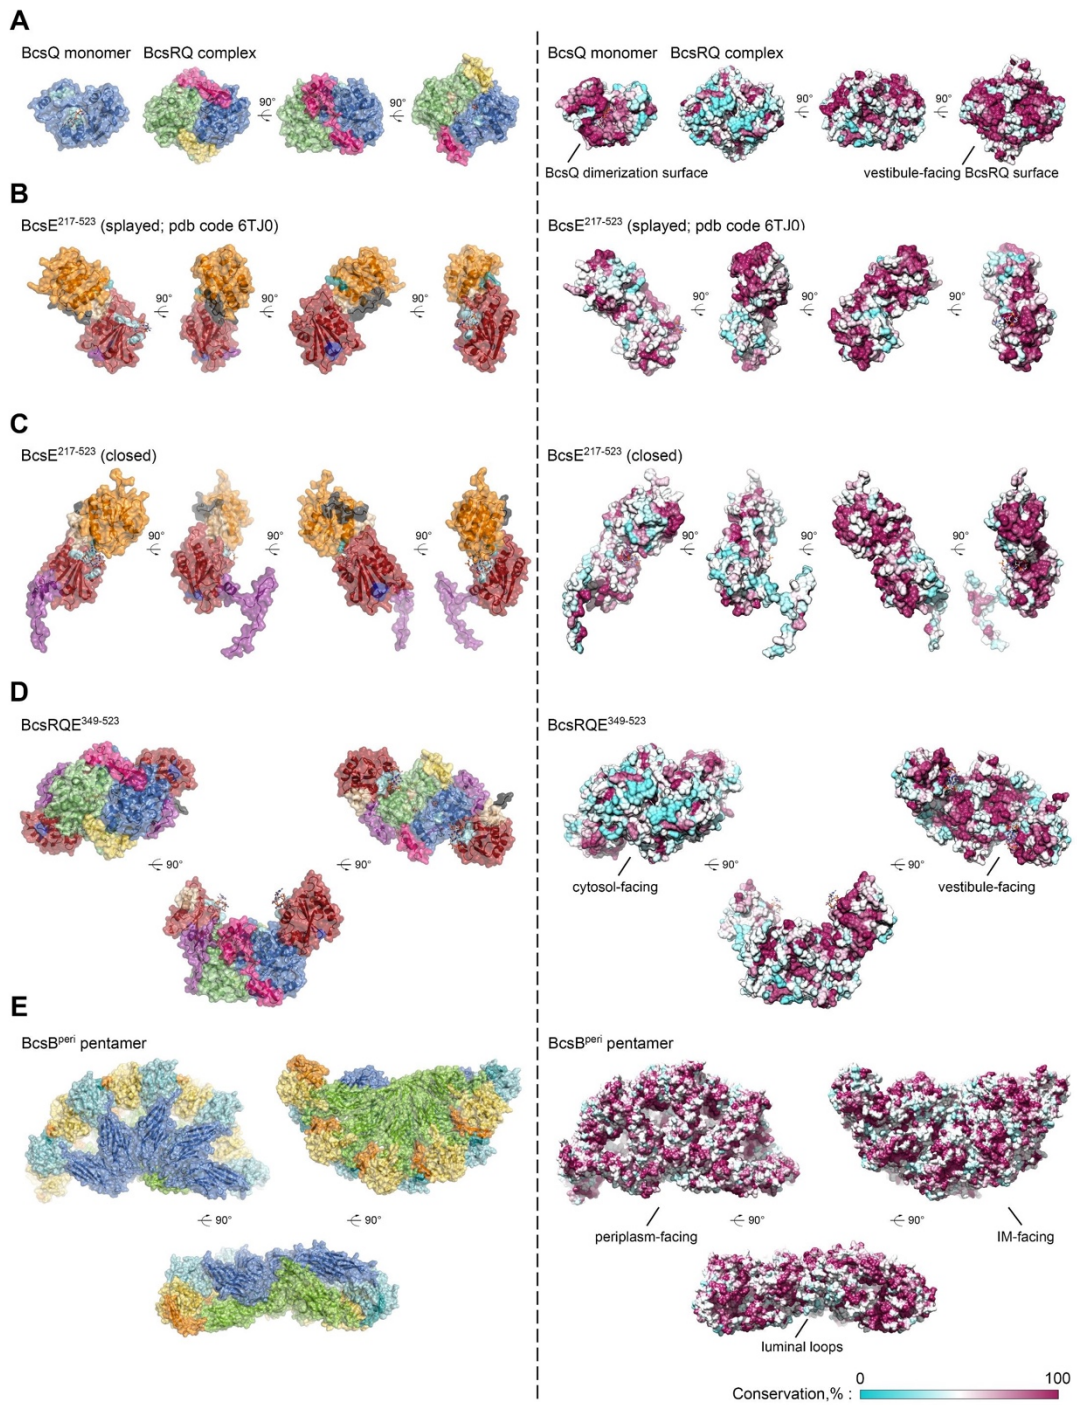 A
BcsQ monomer BcsRQ complex
90° 90°
BcsQ monomer BcsRQ complex
90° 90°
BcsQ dimerization surface
vestibule-facing BcsRQ surface
B
BcsE217-523 (splayed; pdb code 6TJ0)
90° 90° 90°
BcsE217-523 (splayed; pdb code 6TJ0)
90° 90° 90°
C
BcsE217-523 (closed)
90° 90° 90°
BcsE217-523 (closed)
90° 90° 90°
D
BcsRQE349-523
90° 90°
BcsRQE349-523
90° 90°
cytosol-facing
vestibule-facing
E
BcsBperi pentamer
90° 90°
BcsBperi pentamer
periplasm-facing
90° 90°
IM-facing
luminal loops
0 100
Conservation,% :